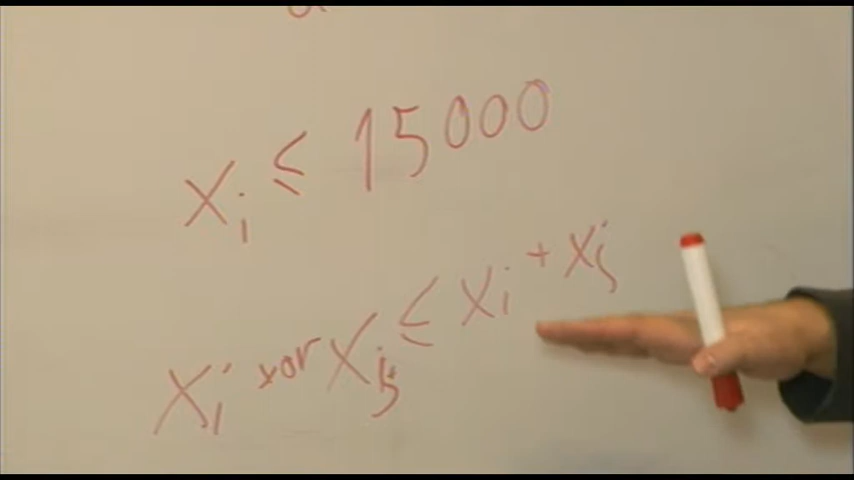 Xi ≤ 15000
Xi xor Xj ≤ Xi + Xj